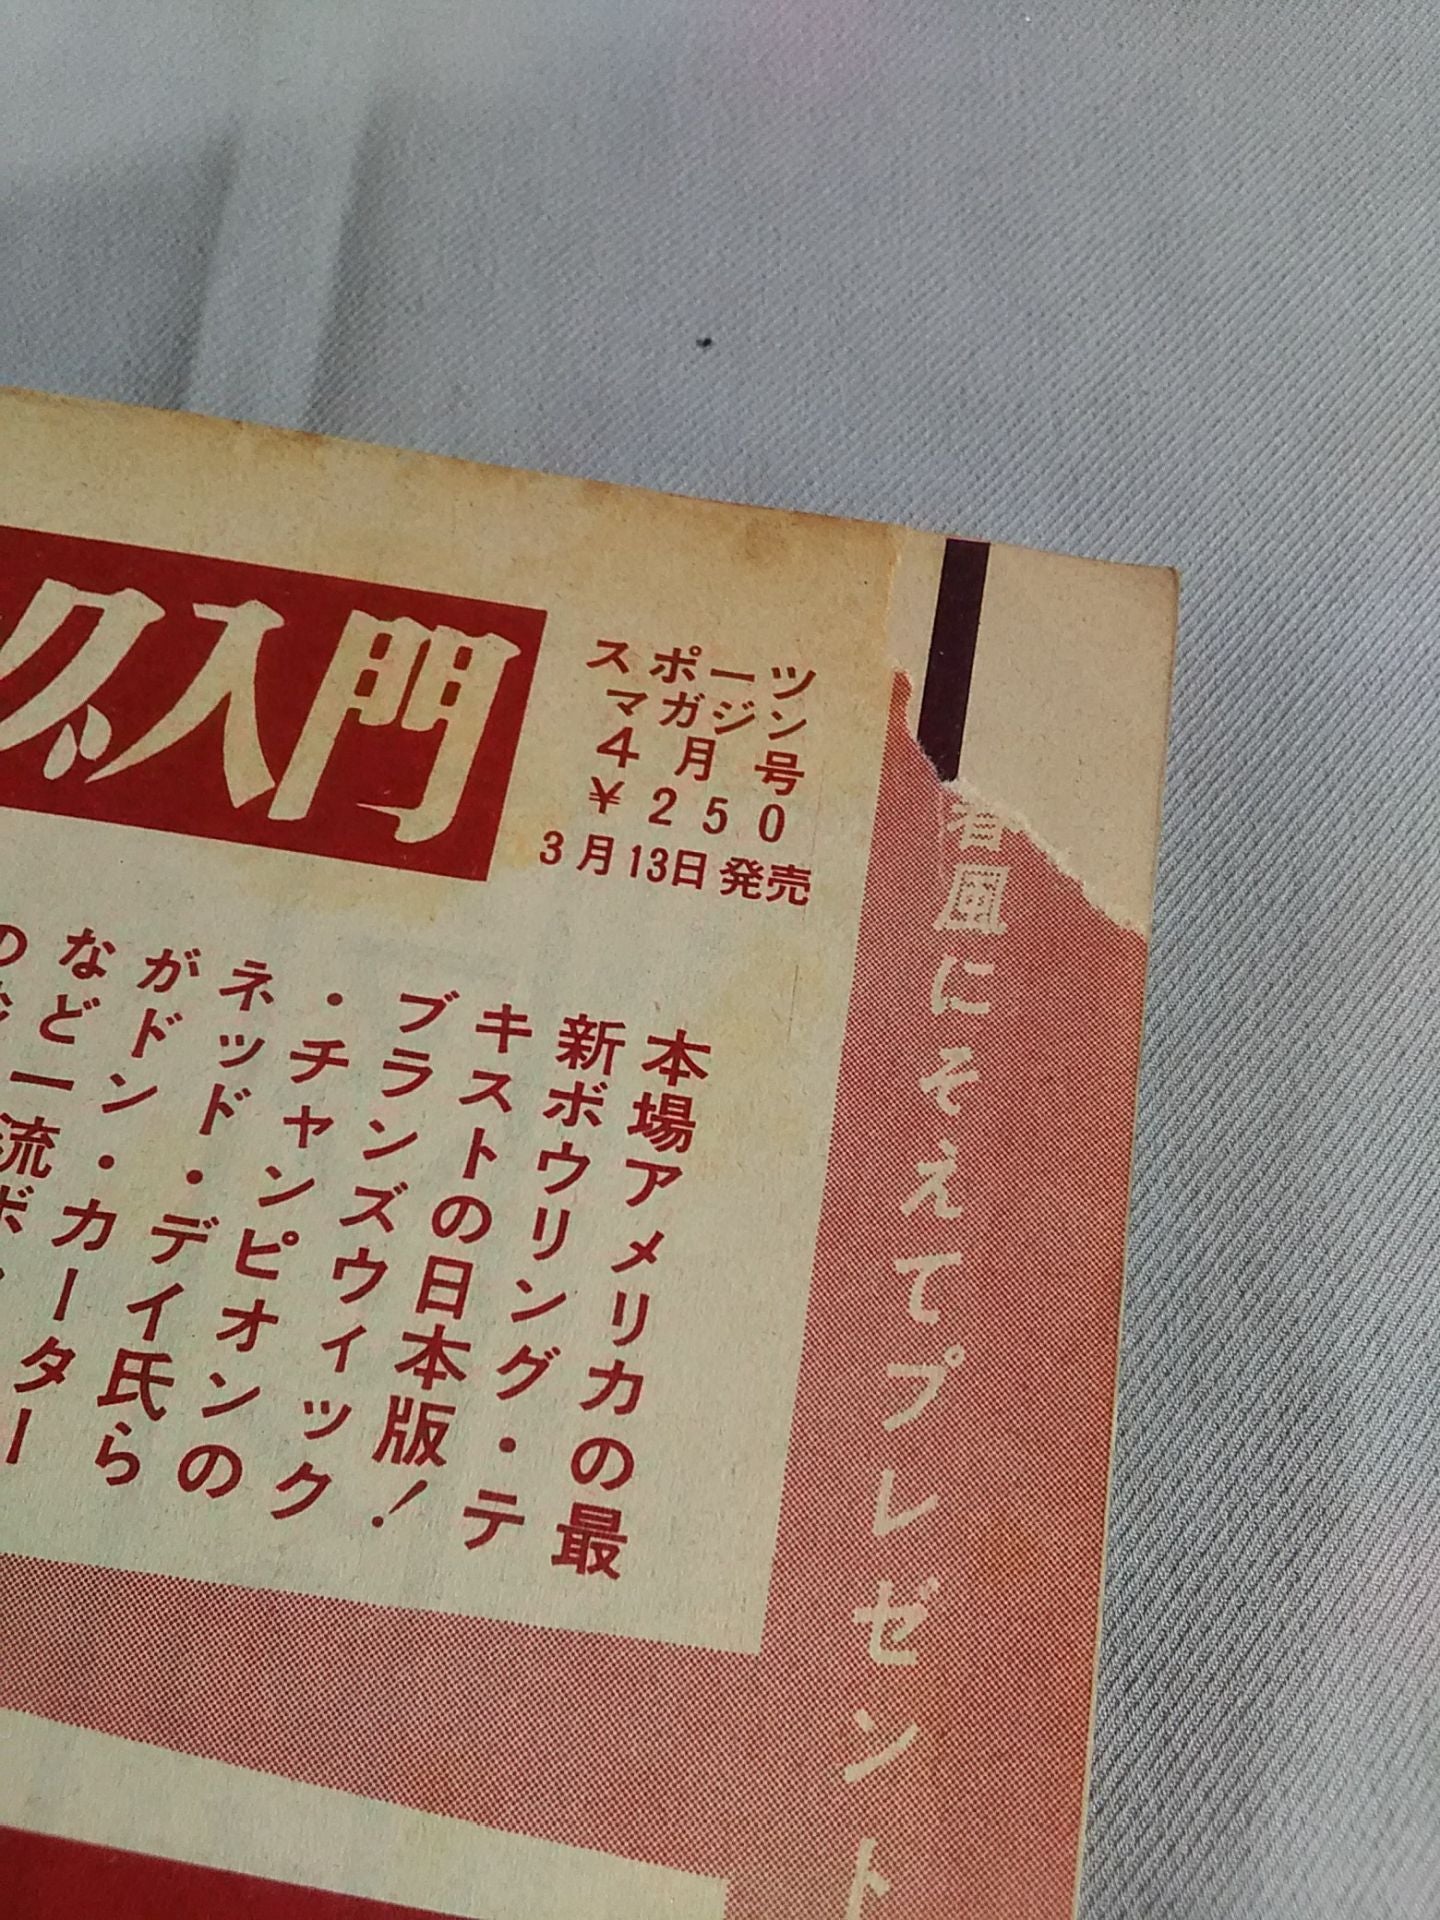 グ入門
スポーツ
マガジン
4月号
¥250
3月13日発売
本場アメリカの最
新ボウリング・テ
キストの日本版!
ブランズウィック
・チャンピオンの
ネッド・デイ氏ら
がドン・カーター
など一流ボ
の
春風にそえてプレゼント